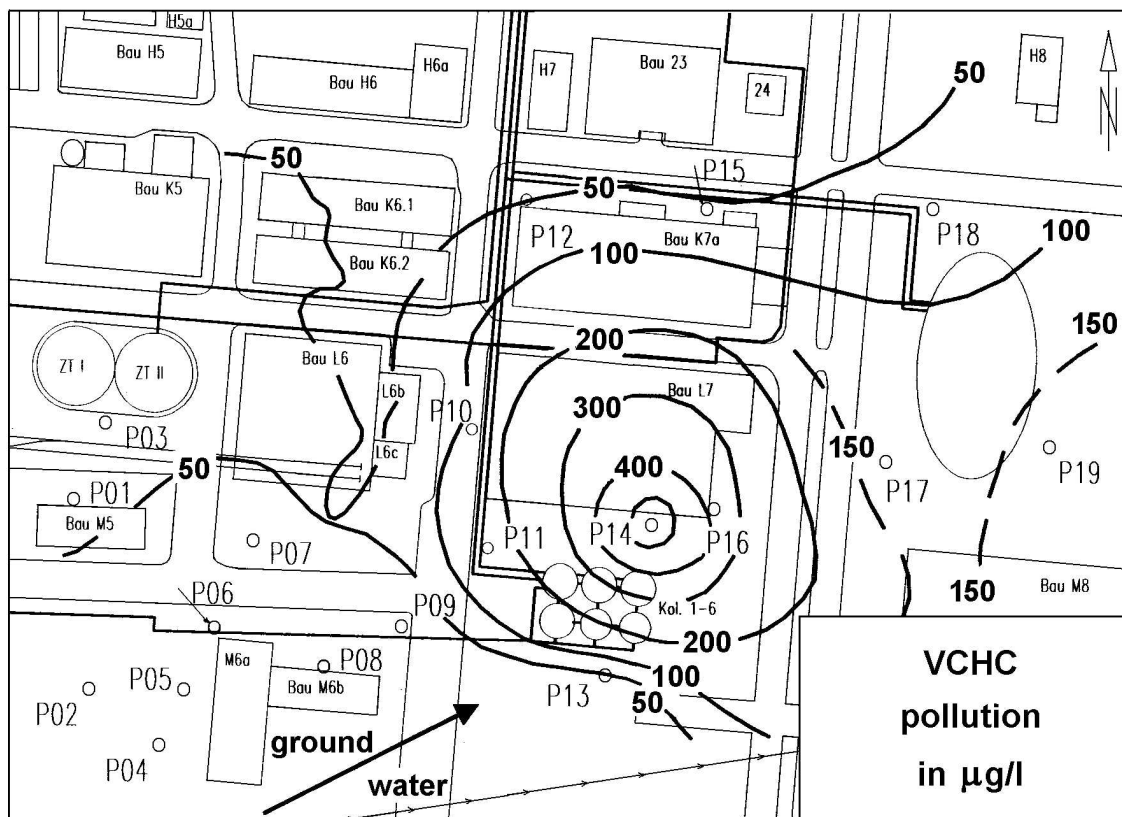 H5a
Bau H5
Bau H6
H6a
H7
Bau 23
24
H8
50
N
50
Bau K5
Bau K6.1
50
P15
P12
Bau K7a
P18
100
100
Bau K6.2
ZT I
ZT II
Bau L6
L6b
200
150
Bau L7
P03
P10
300
150
L6c
50
400
P17
P19
P01
Bau M5
P07
P11
P14
P16
P06
P09
Kol. 1-6
150
Bau M8
200
M6a
P08
Bau M6b
P13
100
50
P02
P05
P04
ground
water
VCHC
pollution
in µg/l